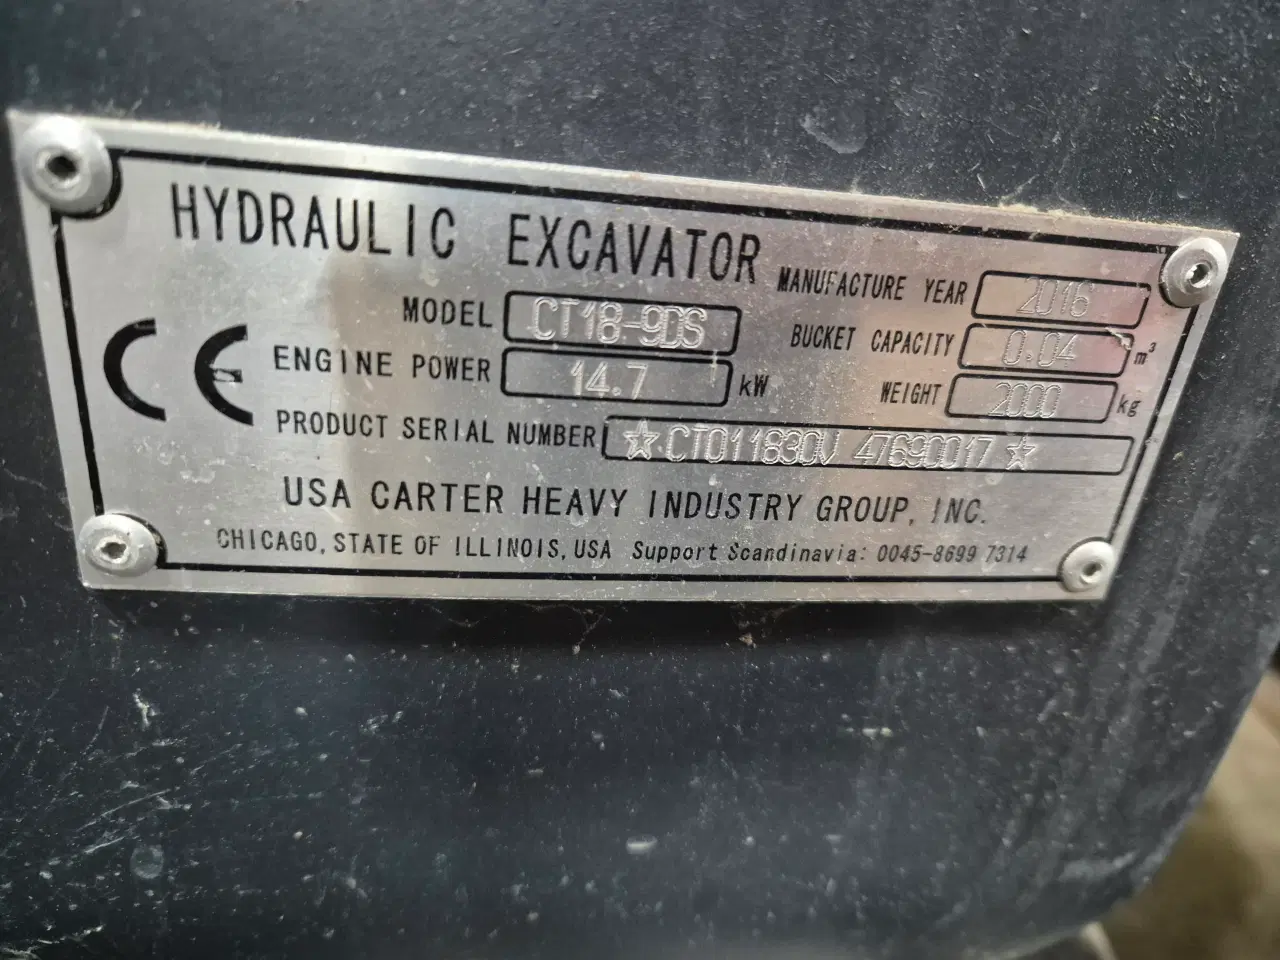 HYDRAULIC EXCAVATOR
MANUFACTURE YEAR 2016
MODEL CT18-9DS
BUCKET CAPACITY 0.04 m³
CE
ENGINE POWER 14.7 kW
WEIGHT 2000 kg
PRODUCT SERIAL NUMBER ☆CT011830V 47690017☆
USA CARTER HEAVY INDUSTRY GROUP, INC.
CHICAGO, STATE OF ILLINOIS, USA Support Scandinavia: 0045-8699 7314